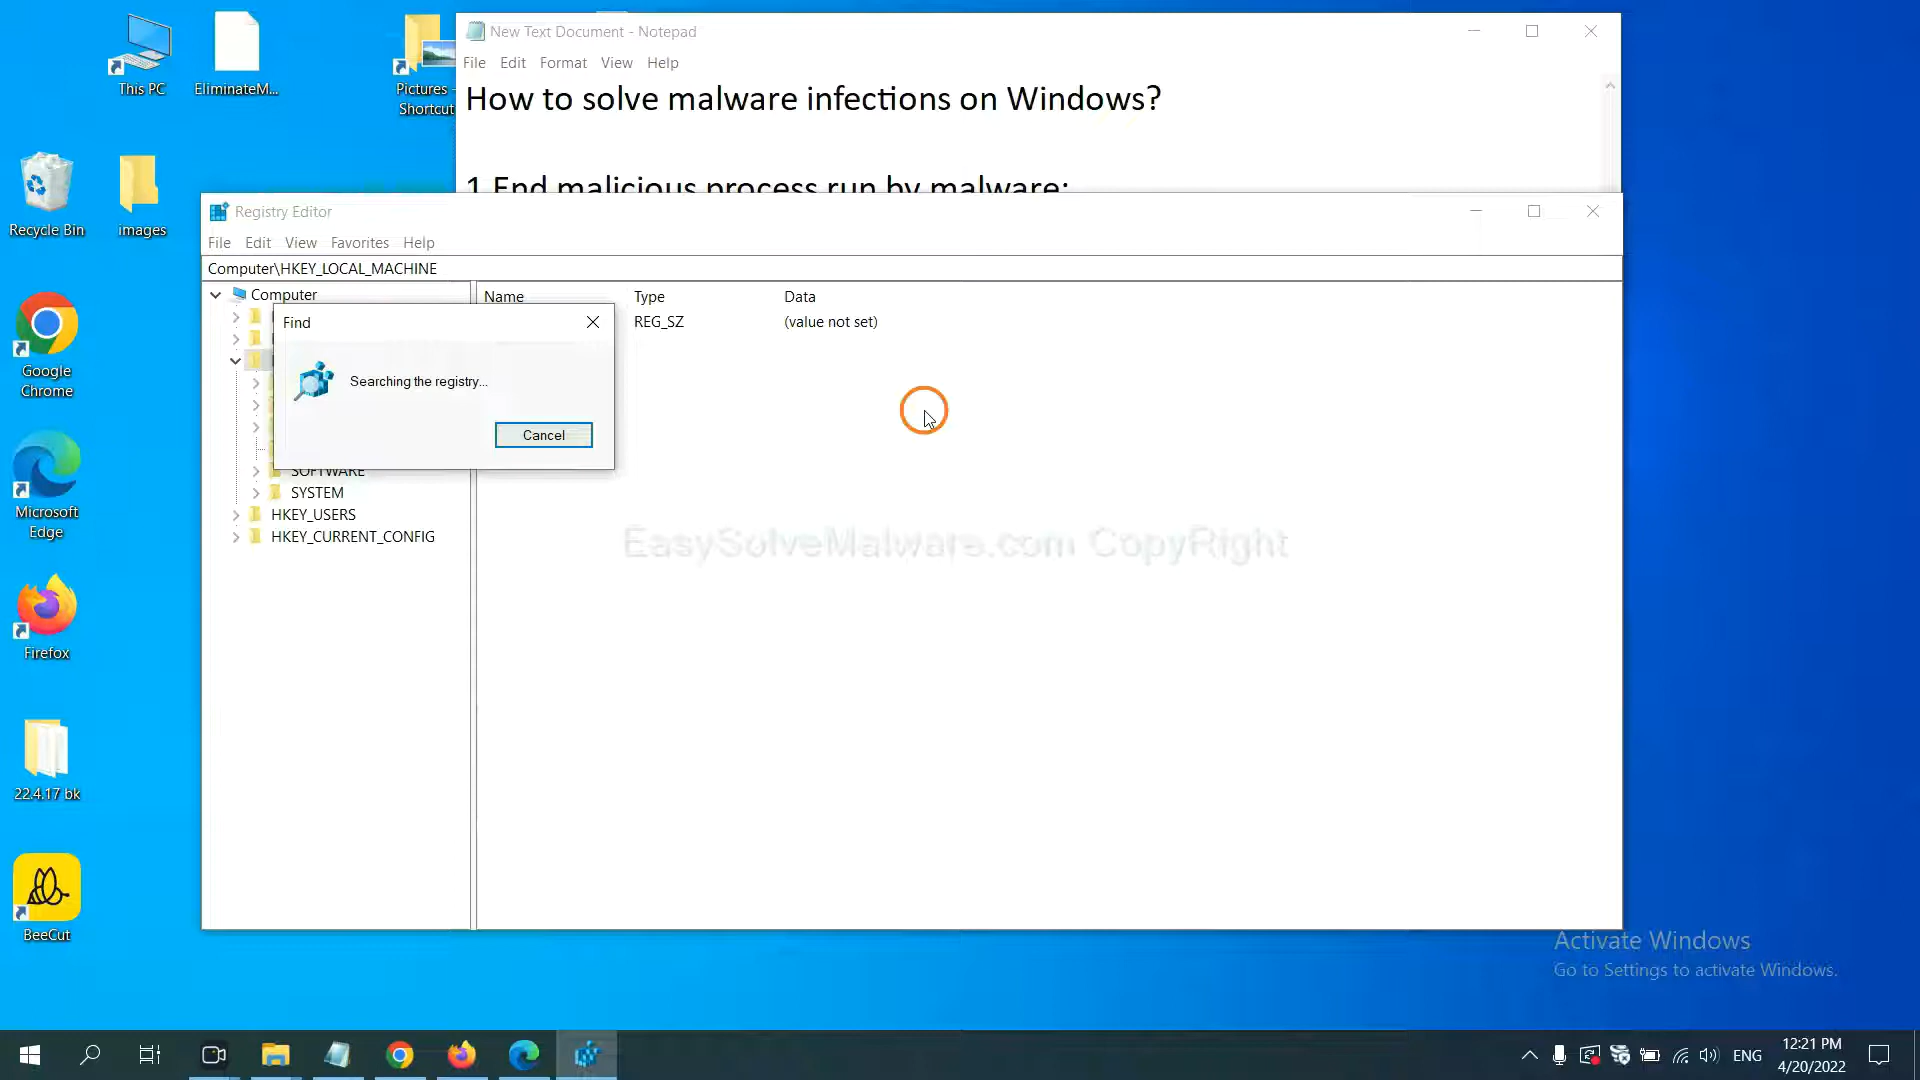 New Text Document - Notepad
File Edit Format View Help
How to solve malware infections on Windows?
1 End malicious process run by malware:
This PC
EliminateM...
Pictures -
Shortcut
Recycle Bin
images
Google
Chrome
Microsoft
Edge
Firefox
22.4.17 bk
BeeCut
Registry Editor
File Edit View Favorites Help
Computer\HKEY_LOCAL_MACHINE
Computer
Name Type Data
REG_SZ (value not set)
Find
Searching the registry...
Cancel
SOFTWARE
SYSTEM
HKEY_USERS
HKEY_CURRENT_CONFIG
EasySolveMalware.com CopyRight
Activate Windows
Go to Settings to activate Windows.
ENG
12:21 PM
4/20/2022